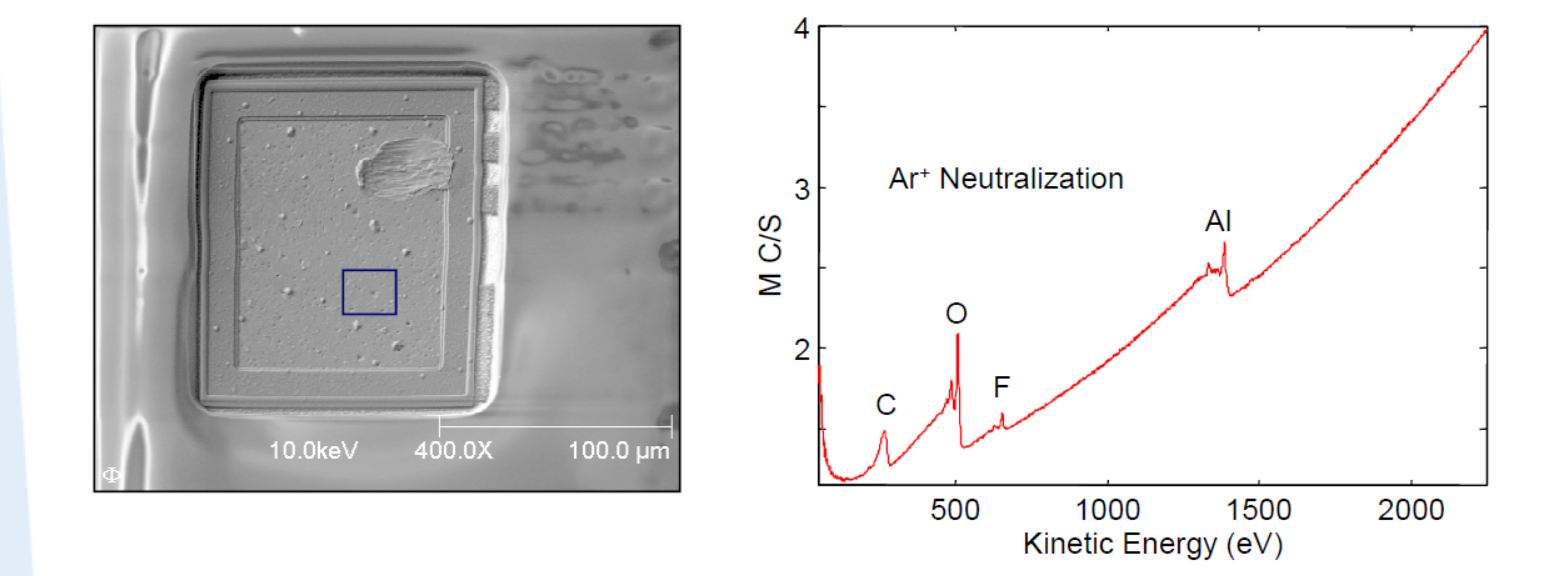 10.0keV 400.0X 100.0 µm
Φ
4
3
2
M C/S
Ar⁺ Neutralization
C
O
F
Al
500 1000 1500 2000
Kinetic Energy (eV)